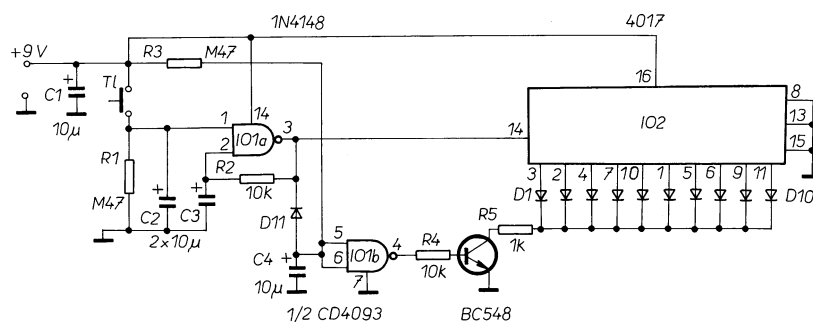 1N4148
4017
+9 V
R3
M47
Tl
C1
10µ
+
16
8
13
15
14
IO2
1
14
2
3
IO1a
R1
M47
R2
10k
+
C2
+
C3
2×10µ
D11
3
2
4
7
10
1
5
6
9
11
D1
D10
R5
1k
5
6
IO1b
4
7
R4
10k
C4
+
10µ
1/2 CD4093
BC548